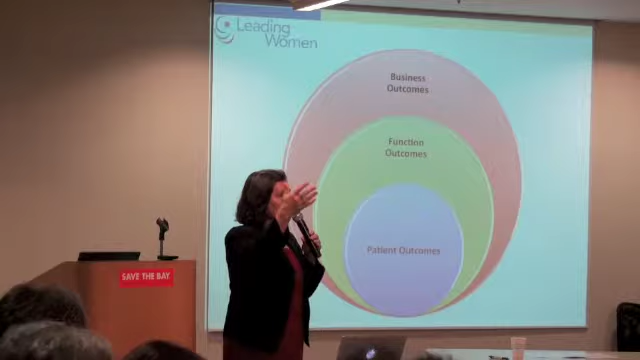 Leading
Women
Business
Outcomes
Function
Outcomes
Patient Outcomes
SAVE THE BAY